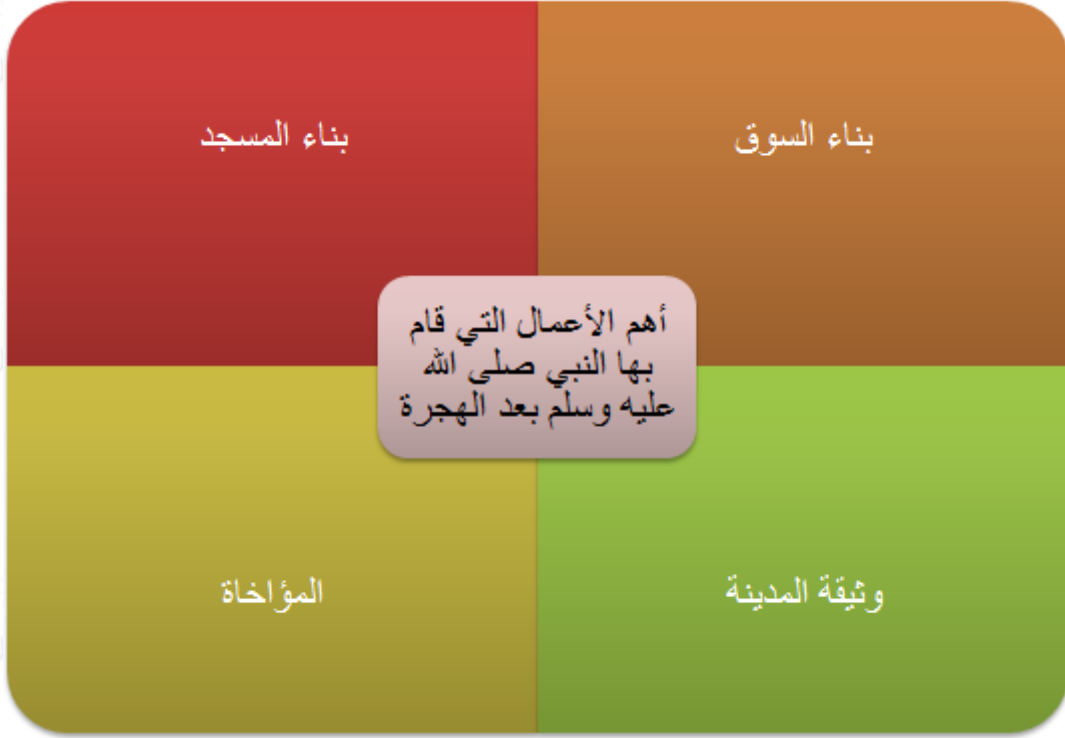 بناء السوق
بناء المسجد
أهم الأعمال التي قام
بها النبي صلى الله
عليه وسلم بعد الهجرة
وثيقة المدينة
المؤاخاة